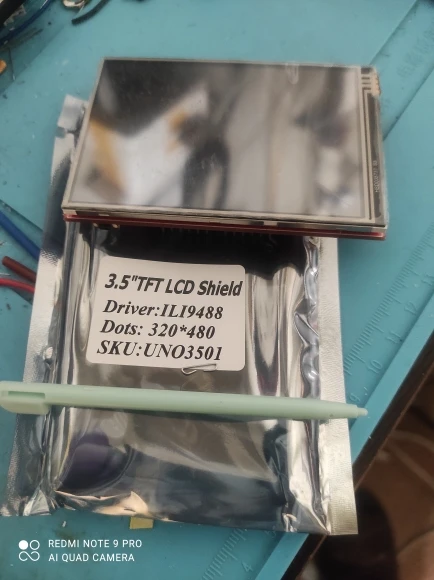 3.5"TFT LCD Shield
Driver:ILI9488
Dots: 320*480
SKU:UNO3501
REDMI NOTE 9 PRO
AI QUAD CAMERA